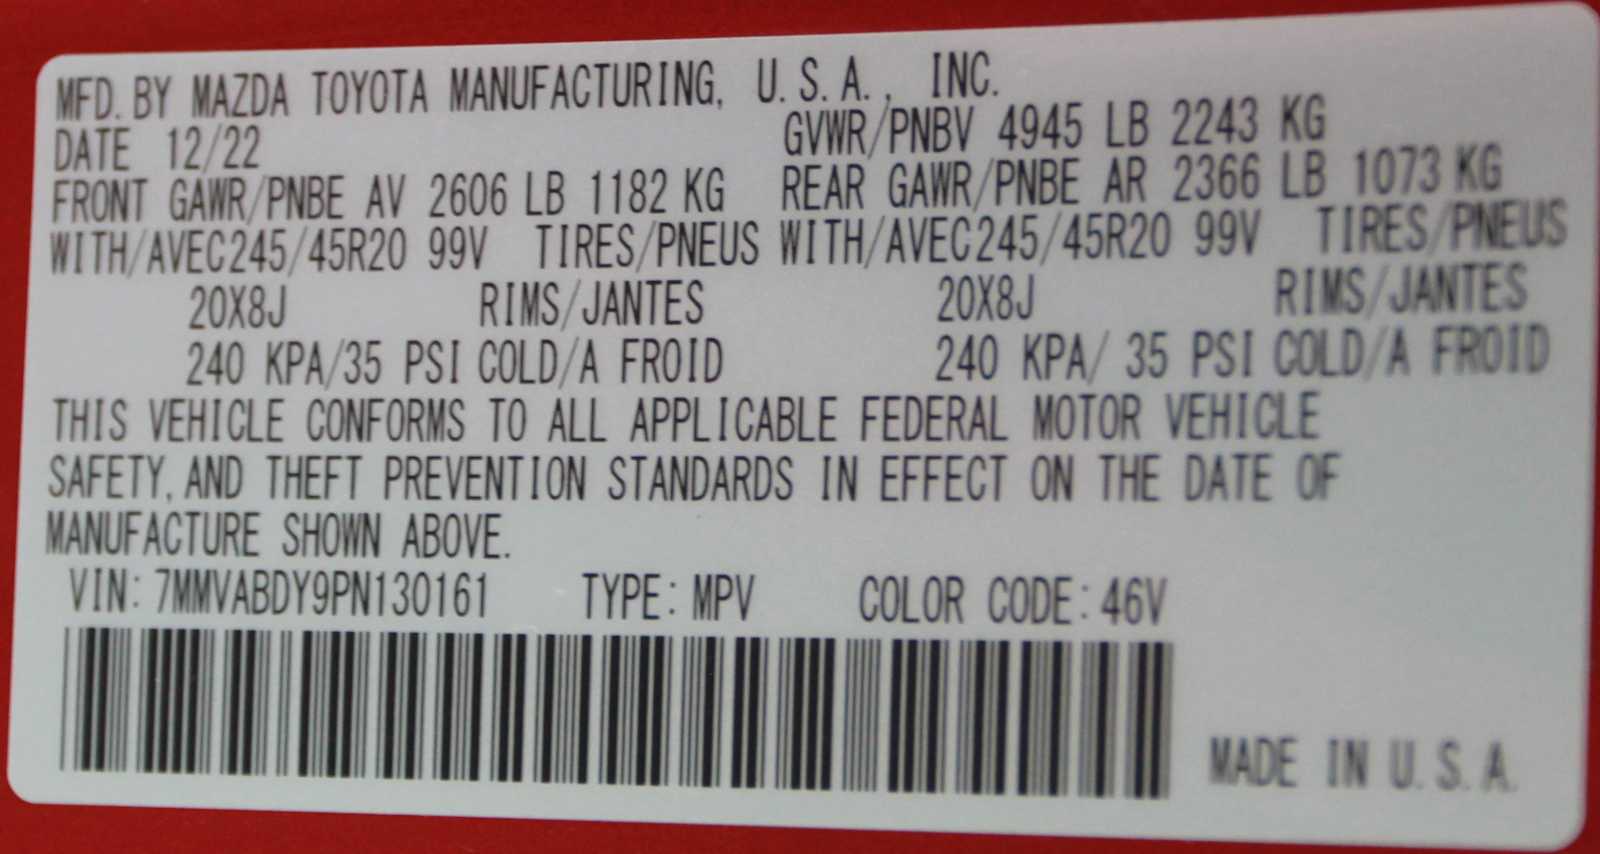 MFD. BY MAZDA TOYOTA MANUFACTURING, U.S.A., INC.
DATE 12/22 GVWR/PNBV 4945 LB 2243 KG
FRONT GAWR/PNBE AV 2606 LB 1182 KG REAR GAWR/PNBE AR 2366 LB 1073 KG
WITH/AVEC245/45R20 99V TIRES/PNEUS WITH/AVEC245/45R20 99V TIRES/PNEUS
20X8J RIMS/JANTES 20X8J RIMS/JANTES
240 KPA/35 PSI COLD/A FROID 240 KPA/ 35 PSI COLD/A FROID
THIS VEHICLE CONFORMS TO ALL APPLICABLE FEDERAL MOTOR VEHICLE
SAFETY, AND THEFT PREVENTION STANDARDS IN EFFECT ON THE DATE OF
MANUFACTURE SHOWN ABOVE.
VIN: 7MMVABDY9PN130161 TYPE: MPV COLOR CODE: 46V
MADE IN U.S.A.